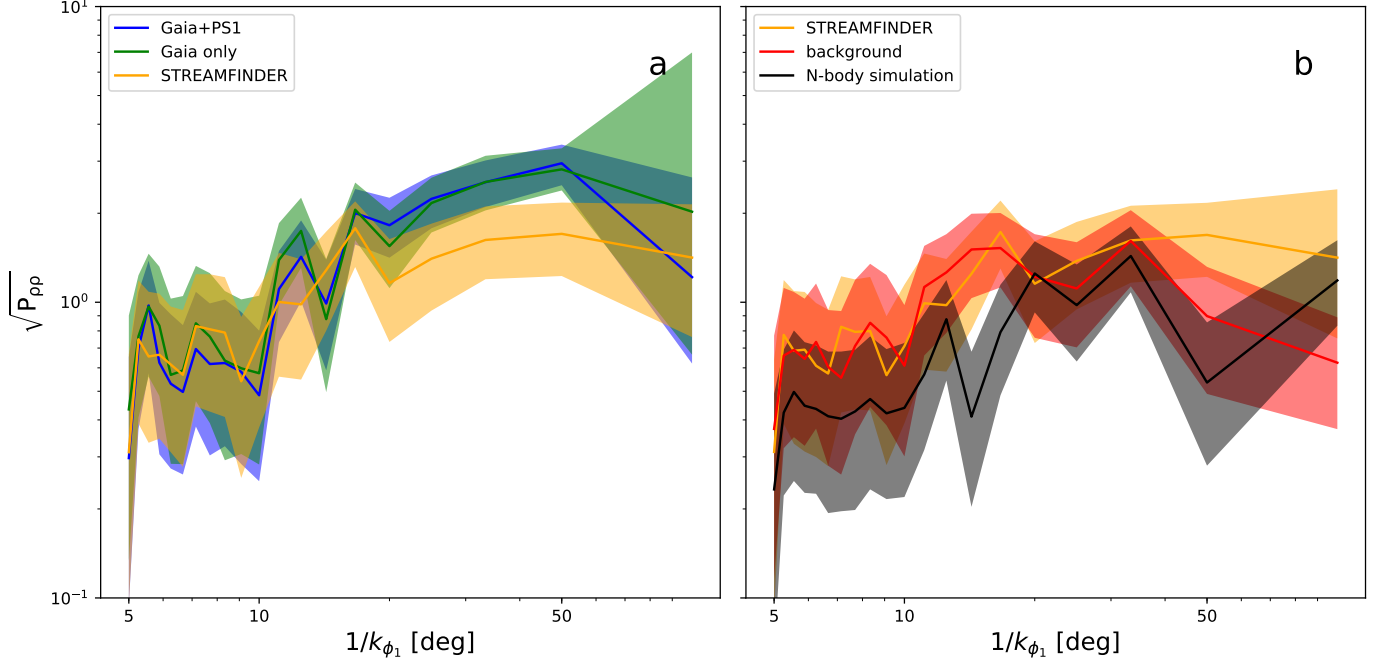 10¹
10⁰
10⁻¹
√P_ρρ
Gaia+PS1
Gaia only
STREAMFINDER
a
5
10
50
1/k_ϕ₁ [deg]
STREAMFINDER
background
N-body simulation
b
5
10
50
1/k_ϕ₁ [deg]